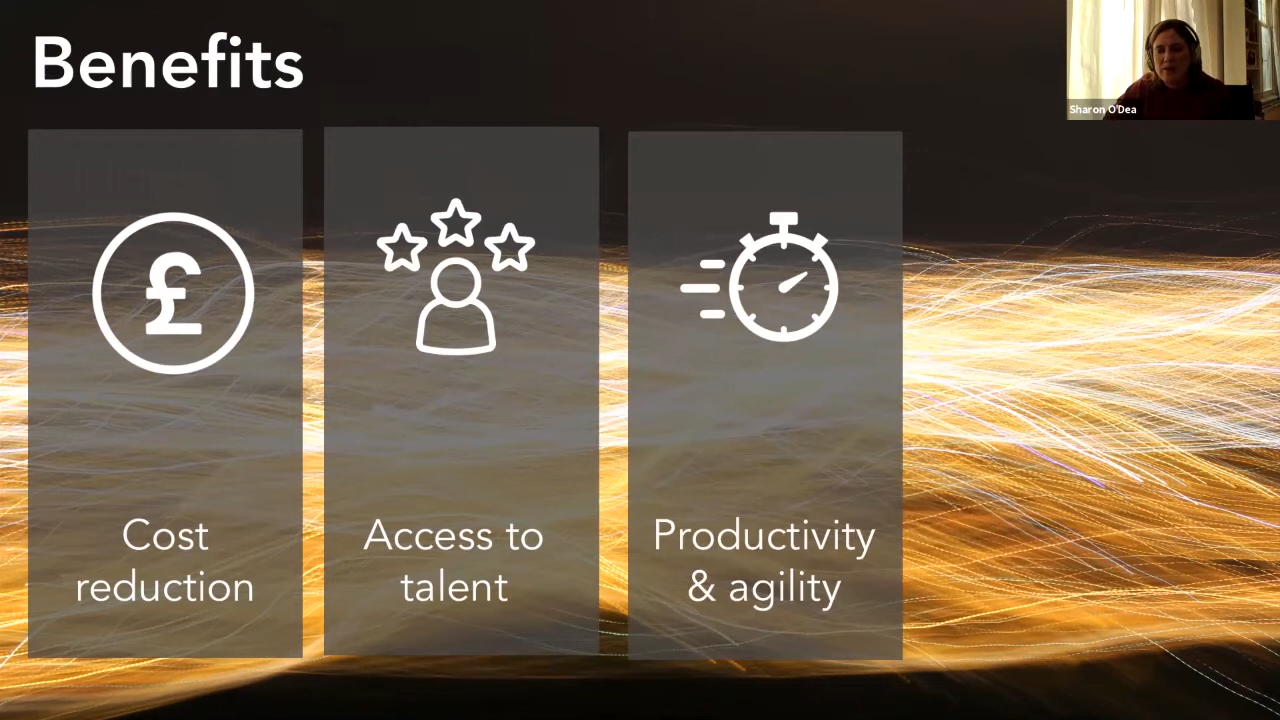 Benefits
Sharon O'Dea
£
Cost
reduction
Access to
talent
Productivity
& agility